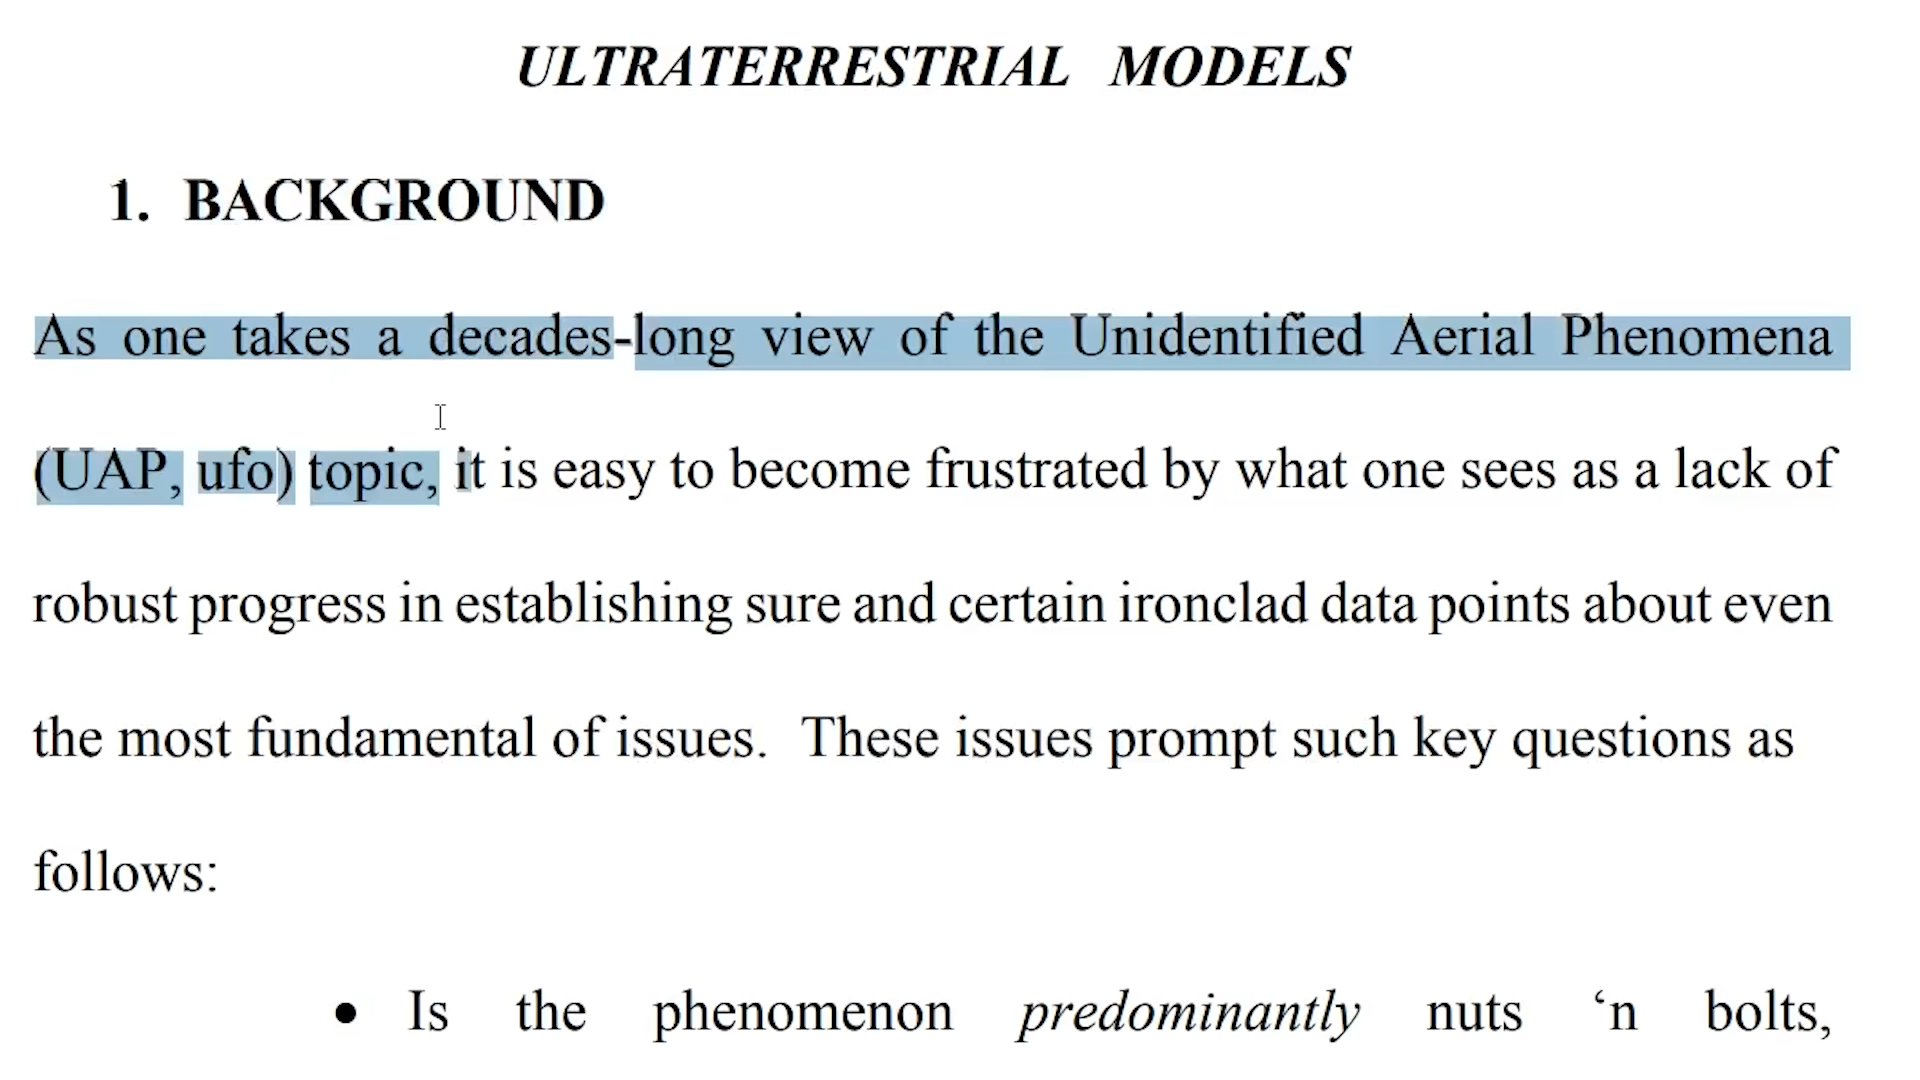 ULTRATERRESTRIAL MODELS
1. BACKGROUND
As one takes a decades-long view of the Unidentified Aerial Phenomena
(UAP, ufo) topic, it is easy to become frustrated by what one sees as a lack of
robust progress in establishing sure and certain ironclad data points about even
the most fundamental of issues. These issues prompt such key questions as
follows:
• Is the phenomenon predominantly nuts ‘n bolts,